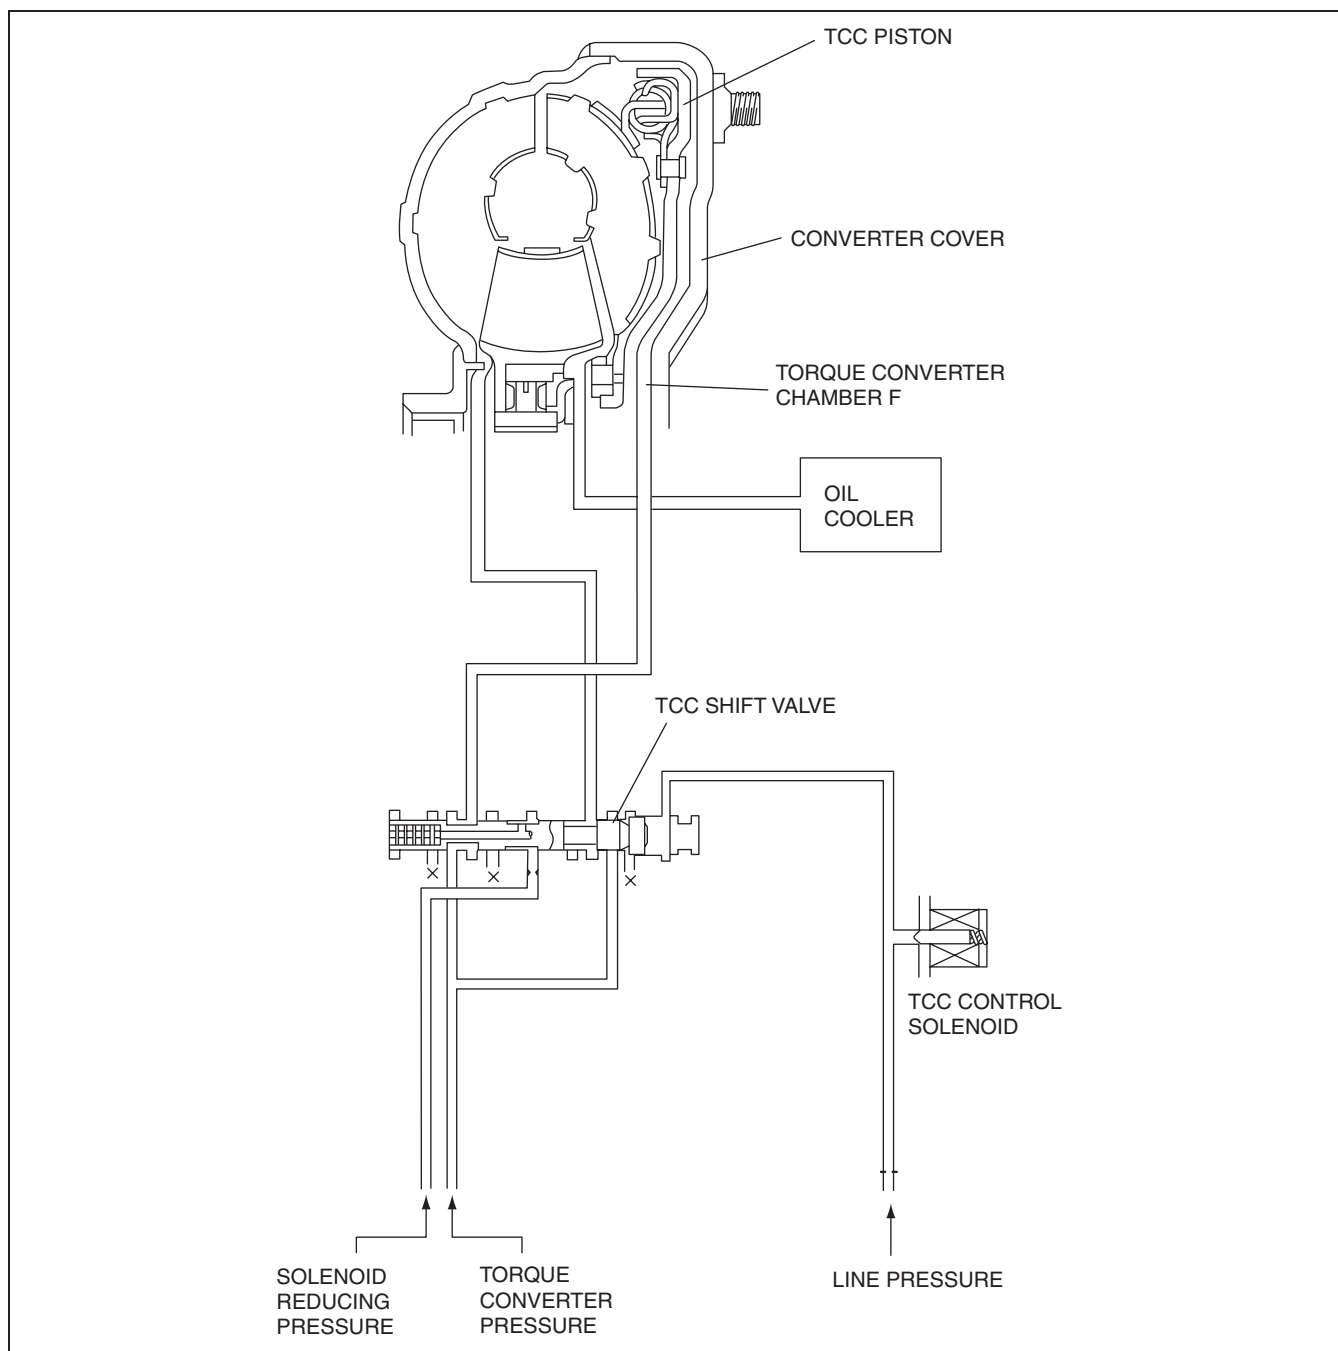 TCC PISTON
CONVERTER COVER
TORQUE CONVERTER
CHAMBER F
OIL
COOLER
TCC SHIFT VALVE
TCC CONTROL
SOLENOID
SOLENOID
REDUCING
PRESSURE
TORQUE
CONVERTER
PRESSURE
LINE PRESSURE